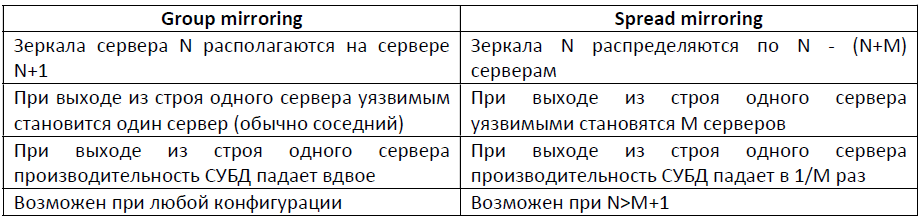 Group mirroring
Spread mirroring
Зеркала сервера N располагаются на сервере
N+1
Зеркала N распределяются по N - (N+M)
серверам
При выходе из строя одного сервера уязвимым
становится один сервер (обычно соседний)
При выходе из строя одного сервера
уязвимыми становятся M серверов
При выходе из строя одного сервера
производительность СУБД падает вдвое
При выходе из строя одного сервера
производительность СУБД падает в 1/M раз
Возможен при любой конфигурации
Возможен при N>M+1